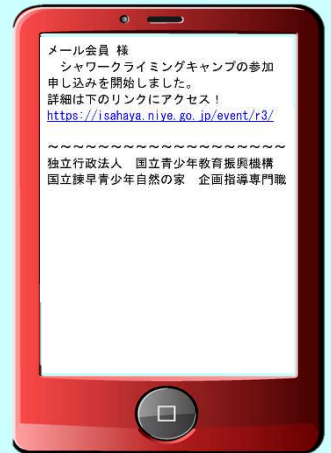 メール会員 様
　シャワークライミングキャンプの参加
申し込みを開始しました。
詳細は下のリンクにアクセス！
https://isahaya.niye.go.jp/event/r3/
～～～～～～～～～～～～～～～～～～～
独立行政法人　国立青少年教育振興機構
国立諫早青少年自然の家　企画指導専門職